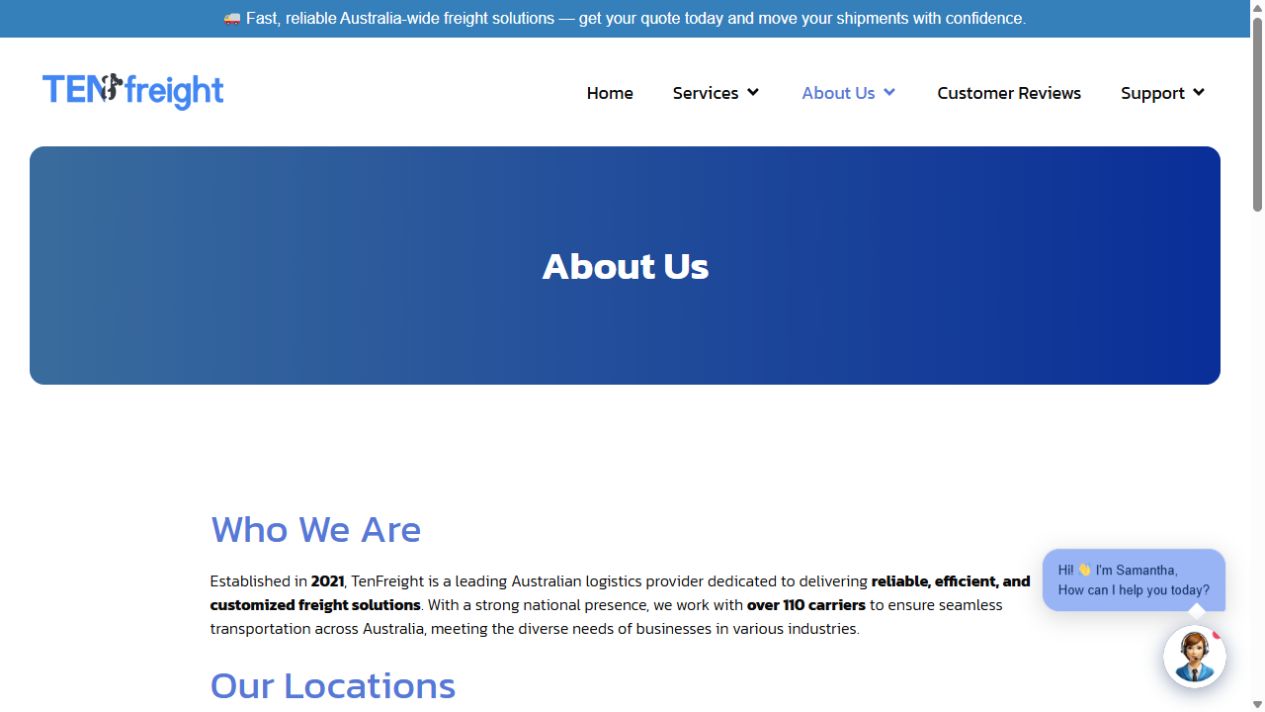 🚛 Fast, reliable Australia-wide freight solutions — get your quote today and move your shipments with confidence.
TEN freight
Home Services About Us Customer Reviews Support
About Us
Who We Are
Established in 2021, TenFreight is a leading Australian logistics provider dedicated to delivering reliable, efficient, and
customized freight solutions. With a strong national presence, we work with over 110 carriers to ensure seamless
transportation across Australia, meeting the diverse needs of businesses in various industries.
Hi! 👋 I'm Samantha,
How can I help you today?
Our Locations